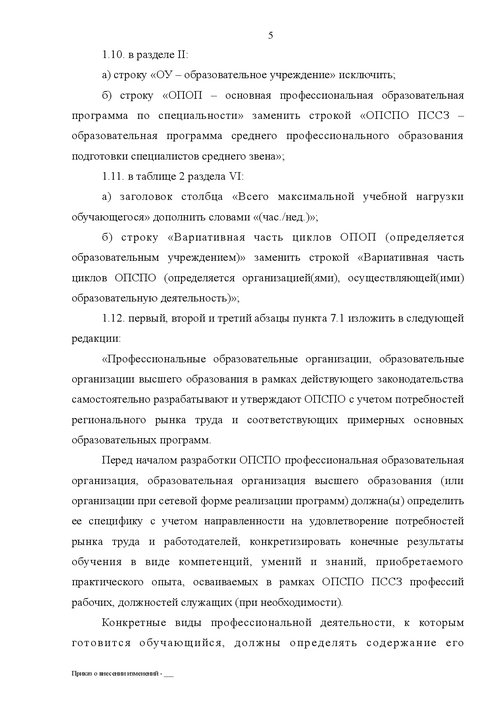 5
1.10. в разделе II:
а) строку «ОУ – образовательное учреждение» исключить;
б) строку «ОПОП – основная профессиональная образовательная
программа по специальности» заменить строкой «ОПСПО ПССЗ –
образовательная программа среднего профессионального образования
подготовки специалистов среднего звена»;
1.11. в таблице 2 раздела VI:
а) заголовок столбца «Всего максимальной учебной нагрузки
обучающегося» дополнить словами «(час./нед.)»;
б) строку «Вариативная часть циклов ОПОП (определяется
образовательным учреждением)» заменить строкой «Вариативная часть
циклов ОПСПО (определяется организацией(ями), осуществляющей(ими)
образовательную деятельность)»;
1.12. первый, второй и третий абзацы пункта 7.1 изложить в следующей
редакции:
«Профессиональные образовательные организации, образовательные
организации высшего образования в рамках действующего законодательства
самостоятельно разрабатывают и утверждают ОПСПО с учетом потребностей
регионального рынка труда и соответствующих примерных основных
образовательных программ.
Перед началом разработки ОПСПО профессиональная образовательная
организация, образовательная организация высшего образования (или
организации при сетевой форме реализации программ) должна(ы) определить
ее специфику с учетом направленности на удовлетворение потребностей
рынка труда и работодателей, конкретизировать конечные результаты
обучения в виде компетенций, умений и знаний, приобретаемого
практического опыта, осваиваемых в рамках ОПСПО ПССЗ профессий
рабочих, должностей служащих (при необходимости).
Конкретные виды профессиональной деятельности, к которым
готовится обучающийся, должны определять содержание его
Приказ о внесении изменений - ___